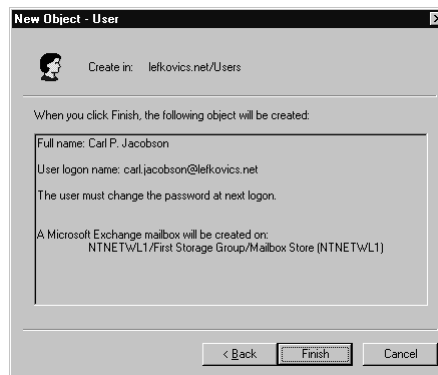 New Object - User
Create in: lefkovics.net/Users
When you click Finish, the following object will be created:
Full name: Carl P. Jacobson
User logon name: carl.jacobson@lefkovics.net
The user must change the password at next logon.
A Microsoft Exchange mailbox will be created on:
NTNETWL1/First Storage Group/Mailbox Store (NTNETWL1)
< Back
Finish
Cancel